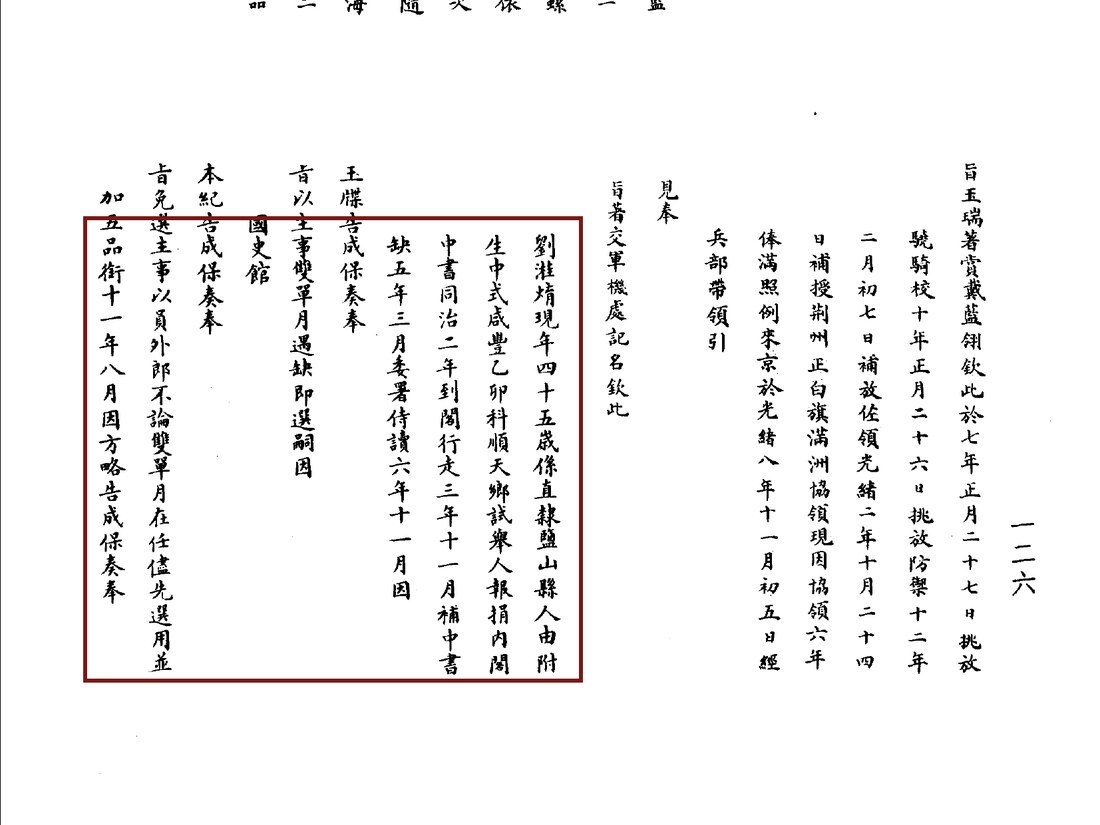 旨玉瑞著賞戴藍翎欽此於七年正月二十七日挑放
驍騎校十年正月二十六日挑放防禦十二年
二月初七日補放佐領光緒二年十月二十四
日補授荆州正白旗滿洲協領現因協領六年
俸滿照例來京於光緒八年十一月初五日經
兵部帶領引
見奉
旨著交軍機處記名欽此
劉溎焴現年四十五歲係直隸鹽山縣人由附
生中式咸豐乙卯科順天鄉試舉人報捐內閣
中書同治二年到閣行走三年十一月補中書
缺五年三月委署侍讀六年十一月因
玉牒告成保奏奉
旨以主事雙單月遇缺即選嗣因
國史館
本紀告成保奏奉
旨免選主事以員外郎不論雙單月在任儘先選用並
加五品銜十一年八月因方略告成保奏奉
一二六